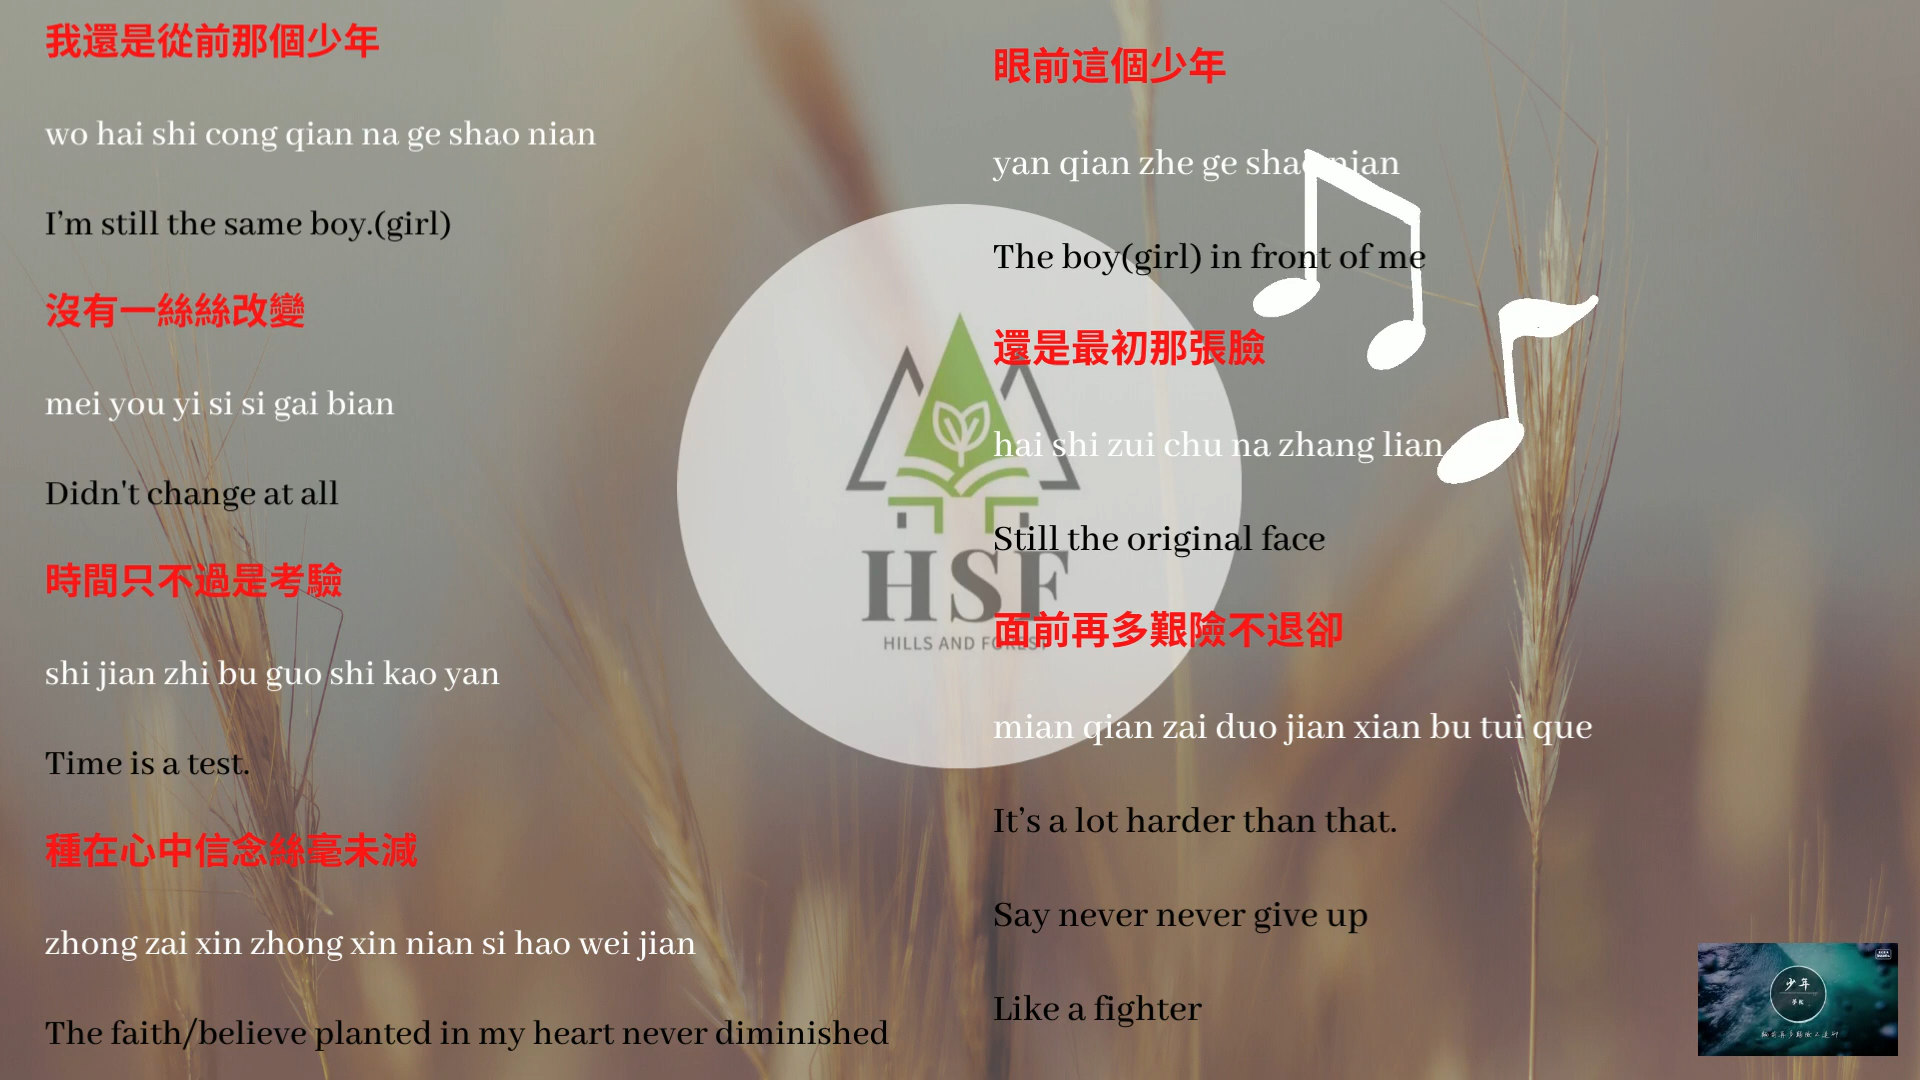 我還是從前那個少年
wo hai shi cong qian na ge shao nian
I’m still the same boy.(girl)
沒有一絲絲改變
mei you yi si si gai bian
Didn't change at all
時間只不過是考驗
shi jian zhi bu guo shi kao yan
Time is a test.
種在心中信念絲毫未減
zhong zai xin zhong xin nian si hao wei jian
The faith/believe planted in my heart never diminished
眼前這個少年
yan qian zhe ge shao nian
The boy(girl) in front of me
還是最初那張臉
hai shi zui chu na zhang lian
Still the original face
面前再多艱險不退卻
mian qian zai duo jian xian bu tui que
It’s a lot harder than that.
Say never never give up
Like a fighter
HSF
HILLS AND FOREST
少年